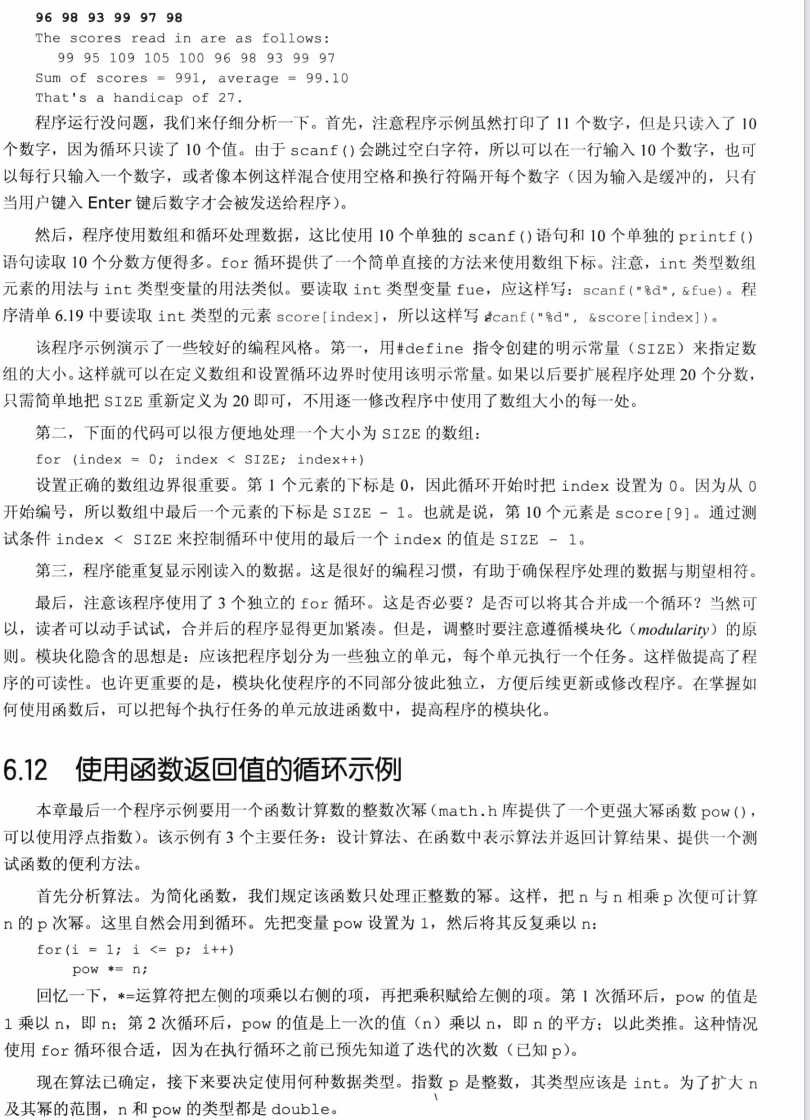 96 98 93 99 97 98
The scores read in are as follows:
99 95 109 105 100 96 98 93 99 97
Sum of scores = 991, average = 99.10
That's a handicap of 27.
程序运行没问题，我们来仔细分析一下。首先，注意程序示例虽然打印了 11 个数字，但是只读入了 10
个数字，因为循环只读了 10 个值。由于 scanf()会跳过空白字符，所以可以在一行输入 10 个数字，也可
以每行只输入一个数字，或者像本例这样混合使用空格和换行符隔开每个数字（因为输入是缓冲的，只有
当用户键入 Enter 键后数字才会被发送给程序）。
然后，程序使用数组和循环处理数据，这比使用 10 个单独的 scanf()语句和 10 个单独的 printf()
语句读取 10 个分数方便得多。for 循环提供了一个简单直接的方法来使用数组下标。注意，int 类型数组
元素的用法与 int 类型变量的用法类似。要读取 int 类型变量 fue，应这样写：scanf("%d", &fue)。程
序清单 6.19 中要读取 int 类型的元素 score[index]，所以这样写 scanf("%d", &score[index])。
该程序示例演示了一些较好的编程风格。第一，用#define 指令创建的明示常量（SIZE）来指定数
组的大小。这样就可以在定义数组和设置循环边界时使用该明示常量。如果以后要扩展程序处理 20 个分数，
只需简单地把 SIZE 重新定义为 20 即可，不用逐一修改程序中使用了数组大小的每一处。
第二，下面的代码可以很方便地处理一个大小为 SIZE 的数组：
for (index = 0; index < SIZE; index++)
设置正确的数组边界很重要。第 1 个元素的下标是 0，因此循环开始时把 index 设置为 0。因为从 0
开始编号，所以数组中最后一个元素的下标是 SIZE - 1。也就是说，第 10 个元素是 score[9]。通过测
试条件 index < SIZE 来控制循环中使用的最后一个 index 的值是 SIZE - 1。
第三，程序能重复显示刚读入的数据。这是很好的编程习惯，有助于确保程序处理的数据与期望相符。
最后，注意该程序使用了 3 个独立的 for 循环。这是否必要？是否可以将其合并成一个循环？当然可
以，读者可以动手试试，合并后的程序显得更加紧凑。但是，调整时要注意遵循模块化（modularity）的原
则。模块化隐含的思想是：应该把程序划分为一些独立的单元，每个单元执行一个任务。这样做提高了程
序的可读性。也许更重要的是，模块化使程序的不同部分彼此独立，方便后续更新或修改程序。在掌握如
何使用函数后，可以把每个执行任务的单元放进函数中，提高程序的模块化。
6.12 使用函数返回值的循环示例
本章最后一个程序示例要用一个函数计算数的整数次幂（math.h 库提供了一个更强大幂函数 pow()，
可以使用浮点指数）。该示例有 3 个主要任务：设计算法、在函数中表示算法并返回计算结果、提供一个测
试函数的便利方法。
首先分析算法。为简化函数，我们规定该函数只处理正整数的幂。这样，把 n 与 n 相乘 p 次便可计算
n 的 p 次幂。这里自然会用到循环。先把变量 pow 设置为 1，然后将其反复乘以 n：
for(i = 1; i <= p; i++)
pow *= n;
回忆一下，*=运算符把左侧的项乘以右侧的项，再把乘积赋给左侧的项。第 1 次循环后，pow 的值是
1 乘以 n，即 n；第 2 次循环后，pow 的值是上一次的值（n）乘以 n，即 n 的平方；以此类推。这种情况
使用 for 循环很合适，因为在执行循环之前已预先知道了迭代的次数（已知 p）。
现在算法已确定，接下来要决定使用何种数据类型。指数 p 是整数，其类型应该是 int。为了扩大 n
及其幂的范围，n 和 pow 的类型都是 double。